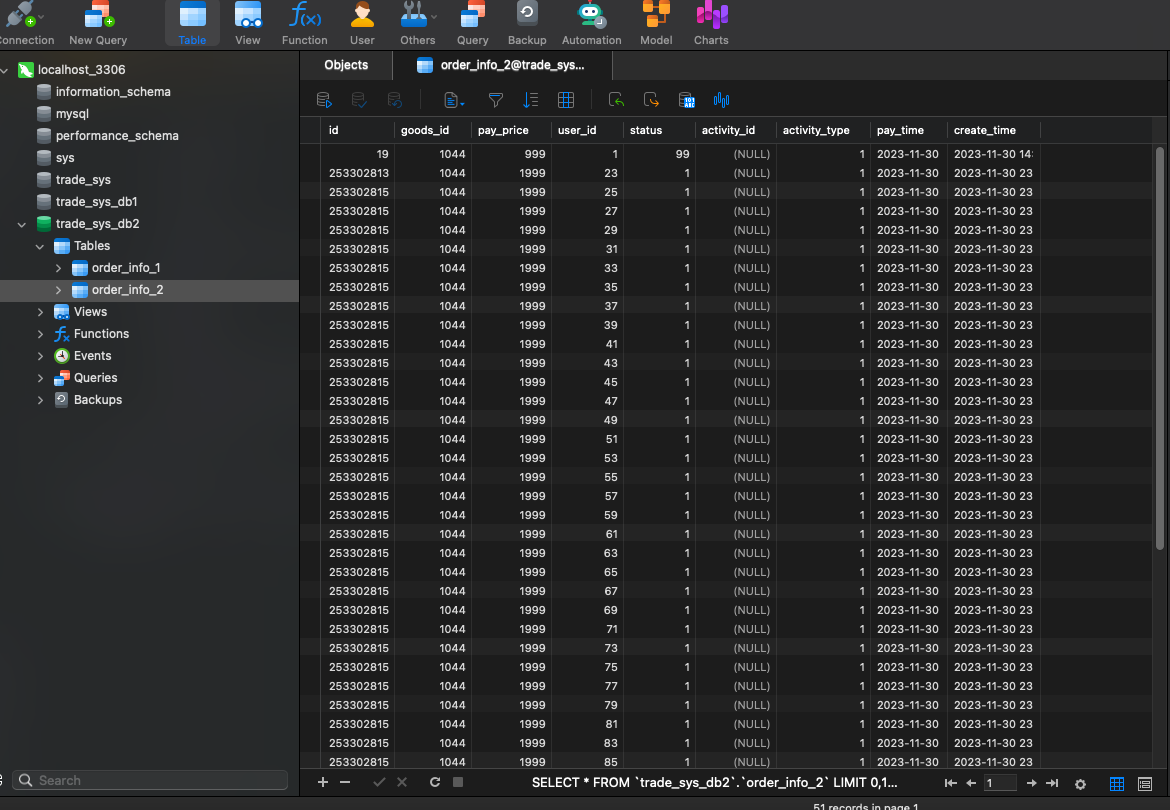 onnection New Query Table View Function User Others Query Backup Automation Model Charts
localhost_3306
information_schema
mysql
performance_schema
sys
trade_sys
trade_sys_db1
trade_sys_db2
Tables
order_info_1
order_info_2
Views
Functions
Events
Queries
Backups
Search
Objects order_info_2@trade_sys...
id goods_id pay_price user_id status activity_id activity_type pay_time create_time
19 1044 999 1 99 (NULL) 1 2023-11-30 2023-11-30 14:
253302813 1044 1999 23 1 (NULL) 1 2023-11-30 2023-11-30 23
253302815 1044 1999 25 1 (NULL) 1 2023-11-30 2023-11-30 23
253302815 1044 1999 27 1 (NULL) 1 2023-11-30 2023-11-30 23
253302815 1044 1999 29 1 (NULL) 1 2023-11-30 2023-11-30 23
253302815 1044 1999 31 1 (NULL) 1 2023-11-30 2023-11-30 23
253302815 1044 1999 33 1 (NULL) 1 2023-11-30 2023-11-30 23
253302815 1044 1999 35 1 (NULL) 1 2023-11-30 2023-11-30 23
253302815 1044 1999 37 1 (NULL) 1 2023-11-30 2023-11-30 23
253302815 1044 1999 39 1 (NULL) 1 2023-11-30 2023-11-30 23
253302815 1044 1999 41 1 (NULL) 1 2023-11-30 2023-11-30 23
253302815 1044 1999 43 1 (NULL) 1 2023-11-30 2023-11-30 23
253302815 1044 1999 45 1 (NULL) 1 2023-11-30 2023-11-30 23
253302815 1044 1999 47 1 (NULL) 1 2023-11-30 2023-11-30 23
253302815 1044 1999 49 1 (NULL) 1 2023-11-30 2023-11-30 23
253302815 1044 1999 51 1 (NULL) 1 2023-11-30 2023-11-30 23
253302815 1044 1999 53 1 (NULL) 1 2023-11-30 2023-11-30 23
253302815 1044 1999 55 1 (NULL) 1 2023-11-30 2023-11-30 23
253302815 1044 1999 57 1 (NULL) 1 2023-11-30 2023-11-30 23
253302815 1044 1999 59 1 (NULL) 1 2023-11-30 2023-11-30 23
253302815 1044 1999 61 1 (NULL) 1 2023-11-30 2023-11-30 23
253302815 1044 1999 63 1 (NULL) 1 2023-11-30 2023-11-30 23
253302815 1044 1999 65 1 (NULL) 1 2023-11-30 2023-11-30 23
253302815 1044 1999 67 1 (NULL) 1 2023-11-30 2023-11-30 23
253302815 1044 1999 69 1 (NULL) 1 2023-11-30 2023-11-30 23
253302815 1044 1999 71 1 (NULL) 1 2023-11-30 2023-11-30 23
253302815 1044 1999 73 1 (NULL) 1 2023-11-30 2023-11-30 23
253302815 1044 1999 75 1 (NULL) 1 2023-11-30 2023-11-30 23
253302815 1044 1999 77 1 (NULL) 1 2023-11-30 2023-11-30 23
253302815 1044 1999 79 1 (NULL) 1 2023-11-30 2023-11-30 23
253302815 1044 1999 81 1 (NULL) 1 2023-11-30 2023-11-30 23
253302815 1044 1999 83 1 (NULL) 1 2023-11-30 2023-11-30 23
253302815 1044 1999 85 1 (NULL) 1 2023-11-30 2023-11-30 23
SELECT * FROM `trade_sys_db2`.`order_info_2` LIMIT 0,1... 1
51 records in page 1